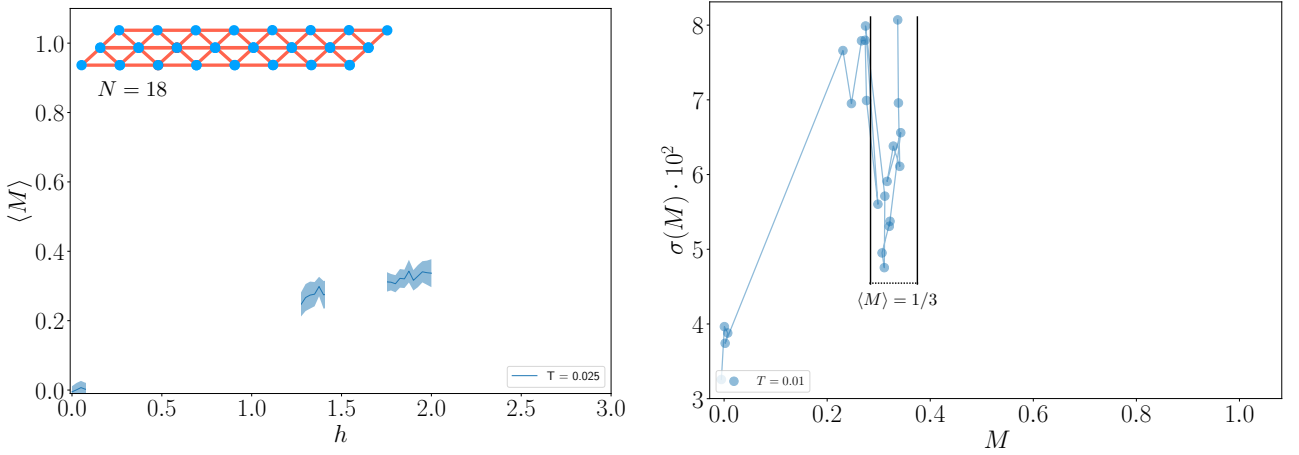 1.0
0.8
0.6
0.4
0.2
0.0
⟨M⟩
N = 18
T = 0.025
0.0 0.5 1.0 1.5 2.0 2.5 3.0
h
8
7
6
5
4
3
σ(M) · 10²
⟨M⟩ = 1/3
T = 0.01
0.0 0.2 0.4 0.6 0.8 1.0
M